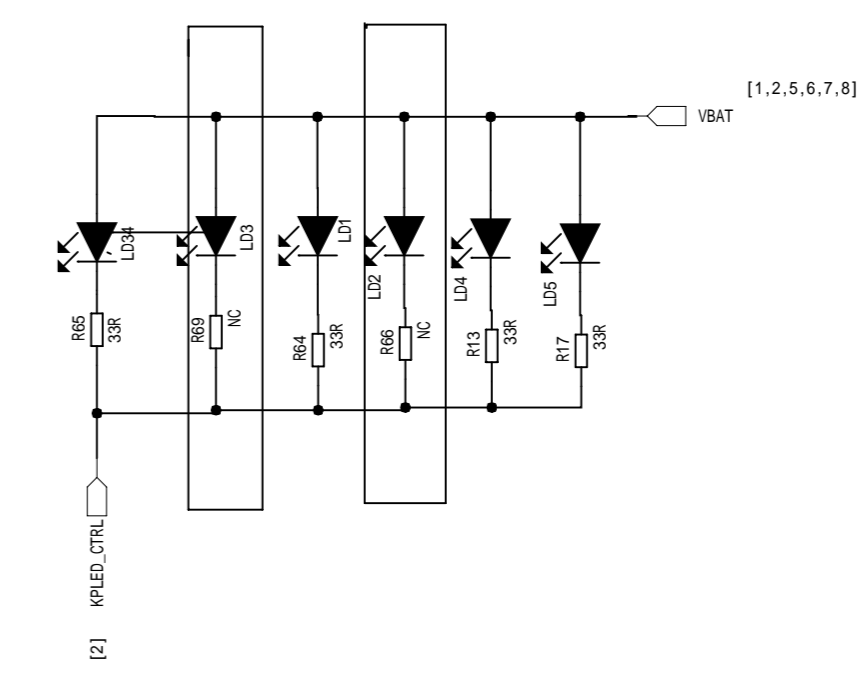 [1,2,5,6,7,8]
VBAT
LD34
LD3
LD1
LD2
LD4
LD5
R65
33R
R69
NC
R64
33R
R66
NC
R13
33R
R17
33R
KPLED_CTRL
[2]